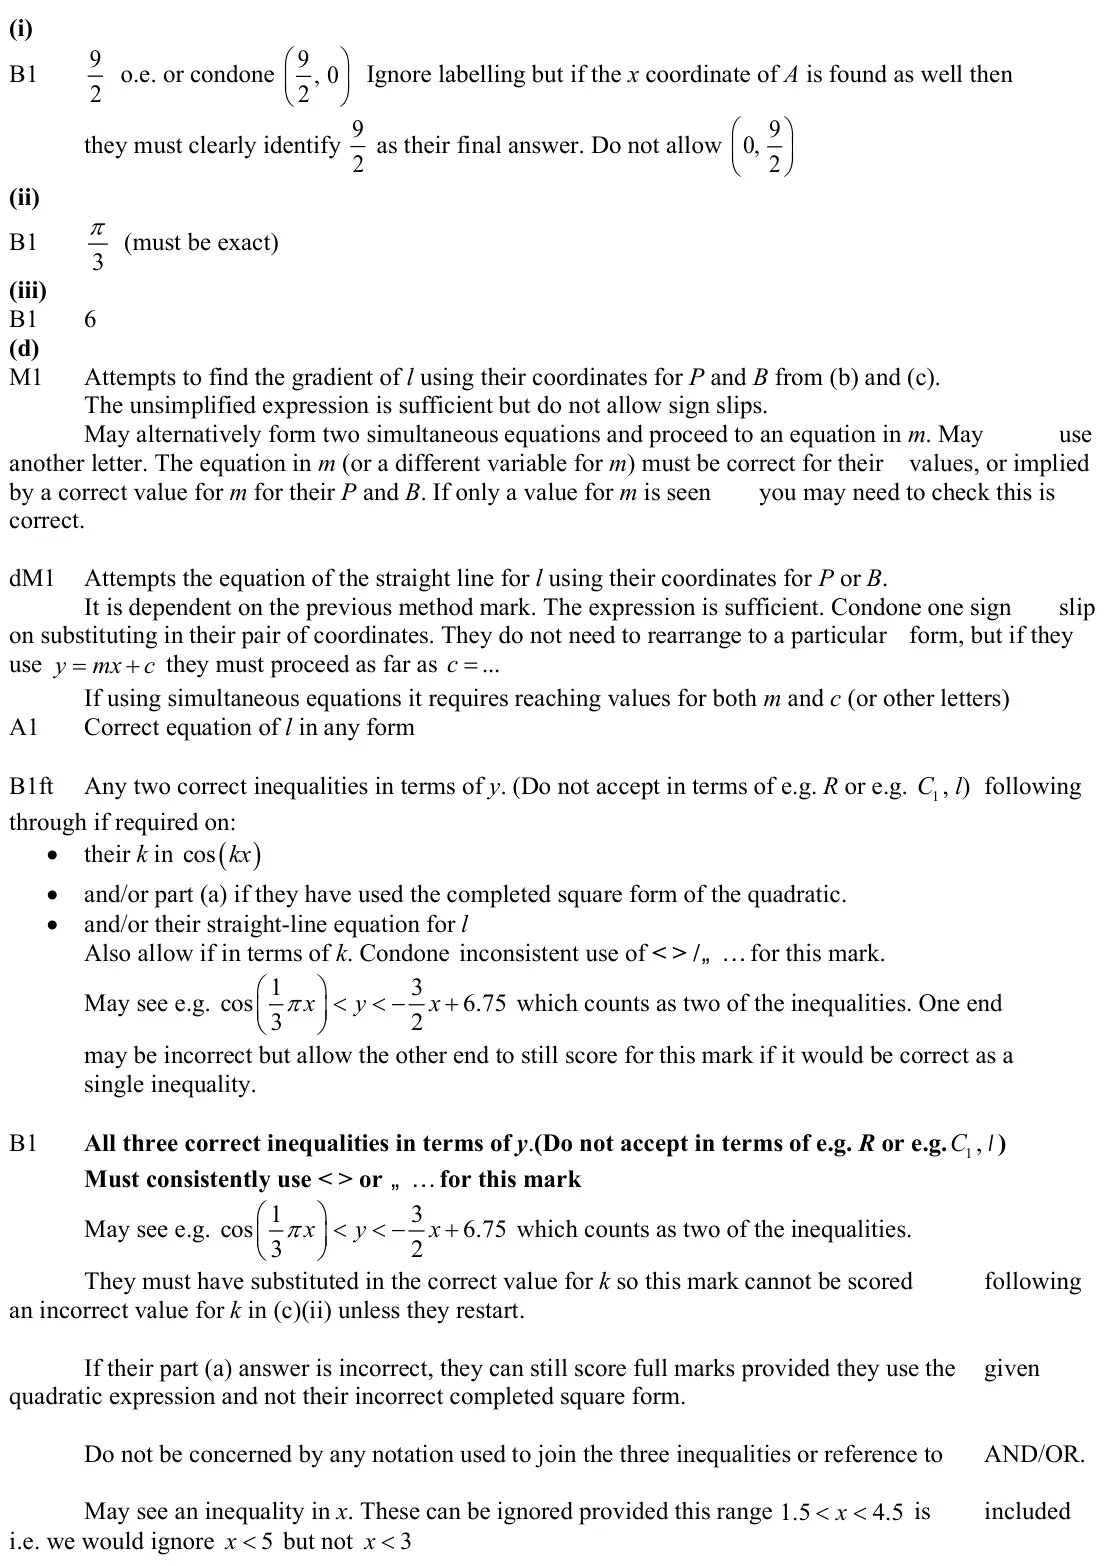 (i)
B1 9/2 o.e. or condone (9/2, 0) Ignore labelling but if the x coordinate of A is found as well then
they must clearly identify 9/2 as their final answer. Do not allow (0, 9/2)
(ii)
B1 π/3 (must be exact)
(iii)
B1 6
(d)
M1 Attempts to find the gradient of l using their coordinates for P and B from (b) and (c).
The unsimplified expression is sufficient but do not allow sign slips.
May alternatively form two simultaneous equations and proceed to an equation in m. May use
another letter. The equation in m (or a different variable for m) must be correct for their values, or implied
by a correct value for m for their P and B. If only a value for m is seen you may need to check this is
correct.
dM1 Attempts the equation of the straight line for l using their coordinates for P or B.
It is dependent on the previous method mark. The expression is sufficient. Condone one sign slip
on substituting in their pair of coordinates. They do not need to rearrange to a particular form, but if they
use y = mx + c they must proceed as far as c = ...
If using simultaneous equations it requires reaching values for both m and c (or other letters)
A1 Correct equation of l in any form
B1ft Any two correct inequalities in terms of y. (Do not accept in terms of e.g. R or e.g. C₁, l) following
through if required on:
• their k in cos(kx)
• and/or part (a) if they have used the completed square form of the quadratic.
• and/or their straight-line equation for l
Also allow if in terms of k. Condone inconsistent use of < > /„ … for this mark.
May see e.g. cos(1/3 πx) < y < −3/2 x + 6.75 which counts as two of the inequalities. One end
may be incorrect but allow the other end to still score for this mark if it would be correct as a
single inequality.
B1 All three correct inequalities in terms of y.(Do not accept in terms of e.g. R or e.g. C₁, l)
Must consistently use < > or „ … for this mark
May see e.g. cos(1/3 πx) < y < −3/2 x + 6.75 which counts as two of the inequalities.
They must have substituted in the correct value for k so this mark cannot be scored following
an incorrect value for k in (c)(ii) unless they restart.
If their part (a) answer is incorrect, they can still score full marks provided they use the given
quadratic expression and not their incorrect completed square form.
Do not be concerned by any notation used to join the three inequalities or reference to AND/OR.
May see an inequality in x. These can be ignored provided this range 1.5 < x < 4.5 is included
i.e. we would ignore x < 5 but not x < 3